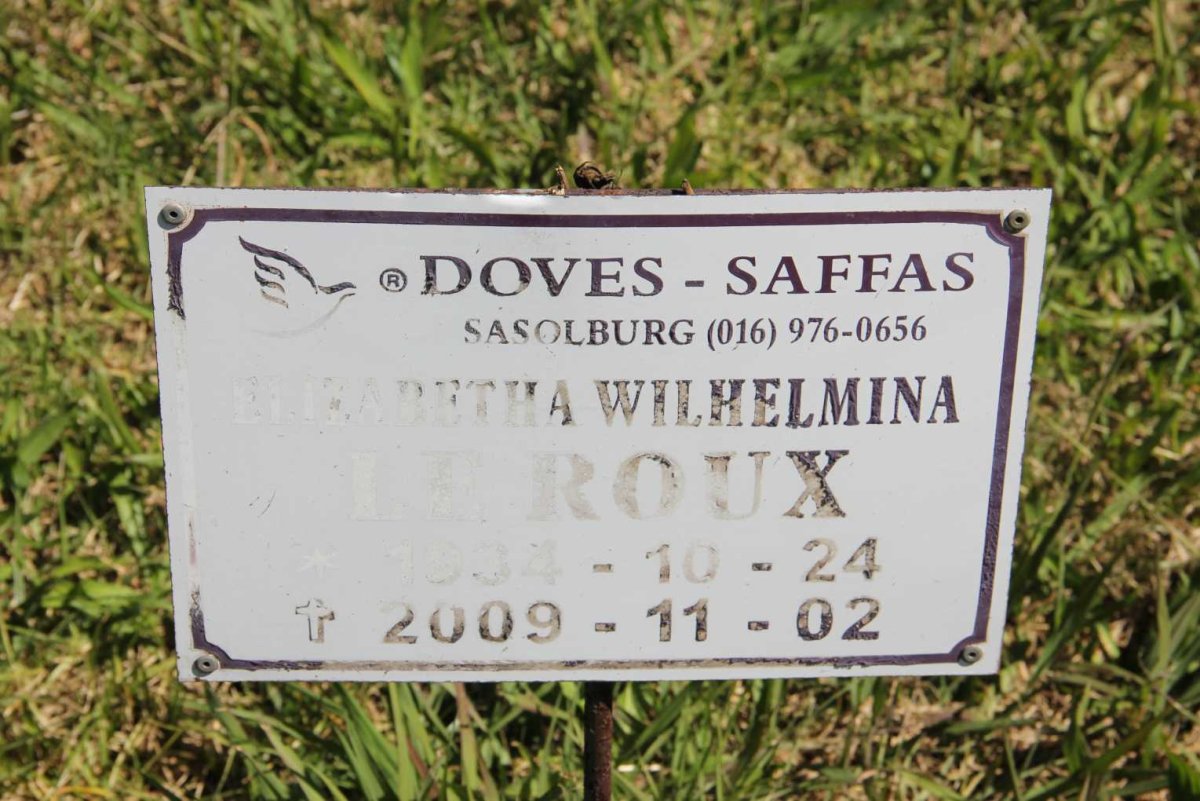 ® DOVES - SAFFAS
SASOLBURG (016) 976-0656
ELIZABETHA WILHELMINA
LE ROUX
* 1934 - 10 - 24
✝ 2009 - 11 - 02